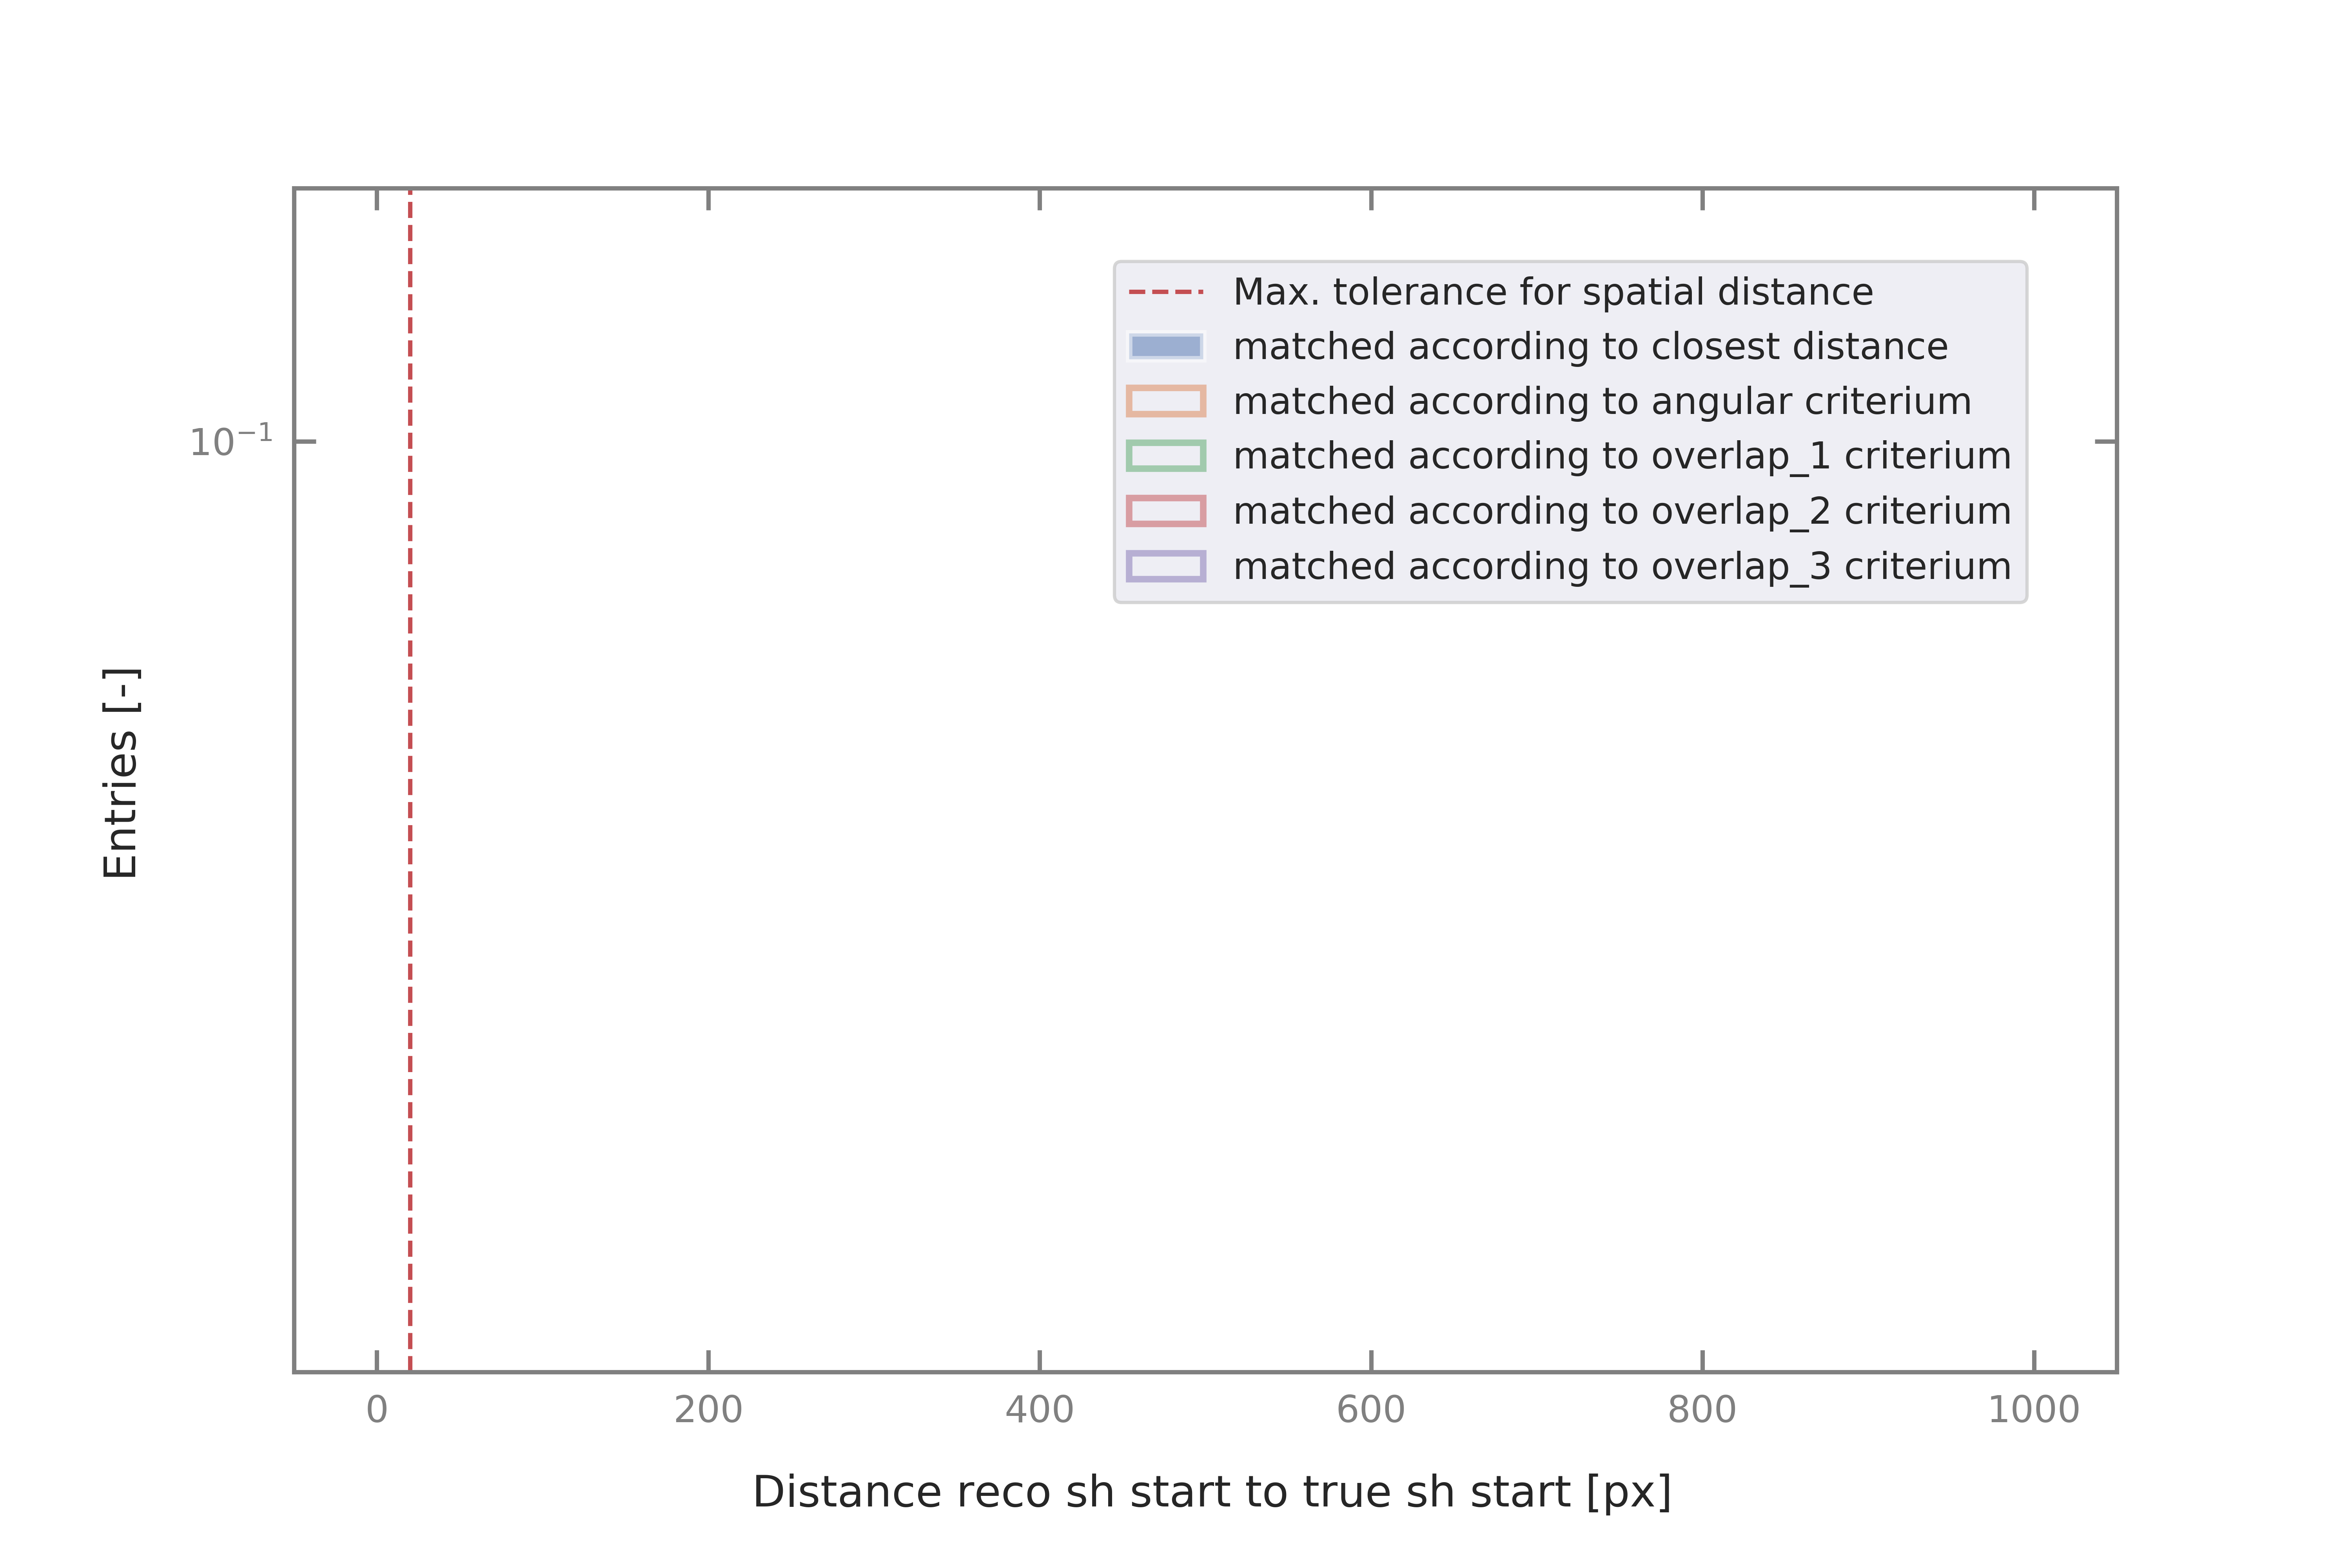 Max. tolerance for spatial distance
matched according to closest distance
matched according to angular criterium
matched according to overlap_1 criterium
matched according to overlap_2 criterium
matched according to overlap_3 criterium
10⁻¹
Entries [-]
0 200 400 600 800 1000
Distance reco sh start to true sh start [px]